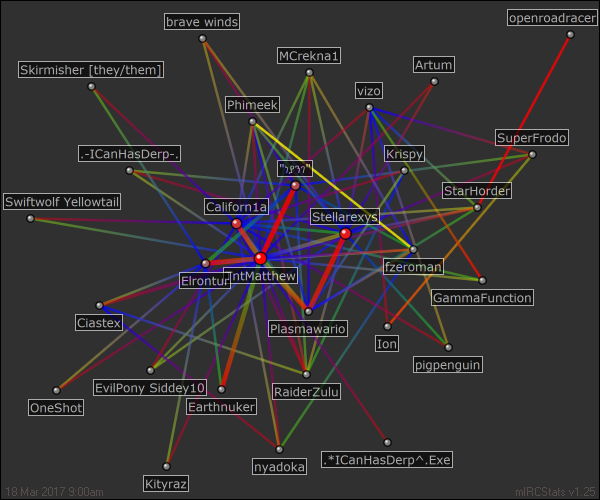 brave winds
openroadracer
MCrekna1
Skirmisher [they/them]
Artum
vizo
Phimeek
SuperFrodo
.-ICanHasDerp-.
Krispy
StarHorder
Swiftwolf Yellowtail
Californ1a
Stellarexys
Elrontur
IntMatthew
fzeroman
GammaFunction
Ciastex
Plasmawario
Ion
pigpenguin
EvilPony Siddey10
RaiderZulu
OneShot
Earthnuker
Kityraz
nyadoka
.*ICanHasDerp^.Exe
18 Mar 2017 9:00am
mIRCStats v1.25